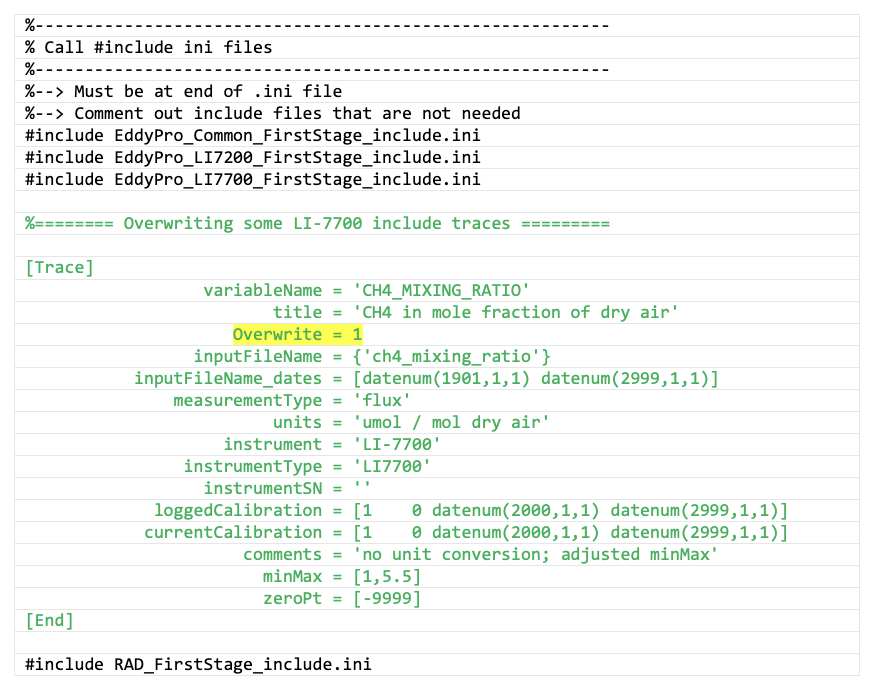 %----------------------------------------------------------
% Call #include ini files
%----------------------------------------------------------
%--> Must be at end of .ini file
%--> Comment out include files that are not needed
#include EddyPro_Common_FirstStage_include.ini
#include EddyPro_LI7200_FirstStage_include.ini
#include EddyPro_LI7700_FirstStage_include.ini
%======== Overwriting some LI-7700 include traces =========
[Trace]
variableName = 'CH4_MIXING_RATIO'
title = 'CH4 in mole fraction of dry air'
Overwrite = 1
inputFileName = {'ch4_mixing_ratio'}
inputFileName_dates = [datenum(1901,1,1) datenum(2999,1,1)]
measurementType = 'flux'
units = 'umol / mol dry air'
instrument = 'LI-7700'
instrumentType = 'LI7700'
instrumentSN = ''
loggedCalibration = [1    0 datenum(2000,1,1) datenum(2999,1,1)]
currentCalibration = [1    0 datenum(2000,1,1) datenum(2999,1,1)]
comments = 'no unit conversion; adjusted minMax'
minMax = [1,5.5]
zeroPt = [-9999]
[End]
#include RAD_FirstStage_include.ini